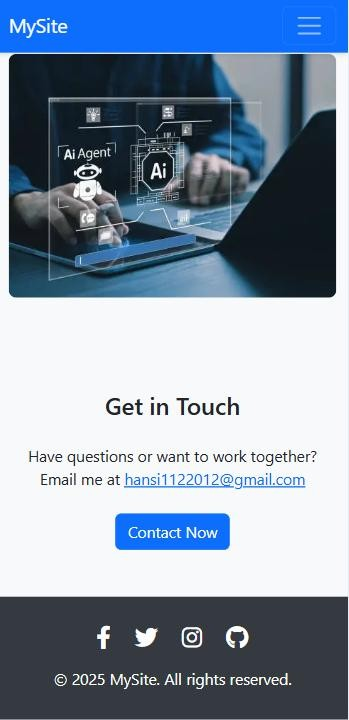 MySite
Ai Agent
Ai
Get in Touch
Have questions or want to work together?
Email me at hansi1122012@gmail.com
Contact Now
© 2025 MySite. All rights reserved.